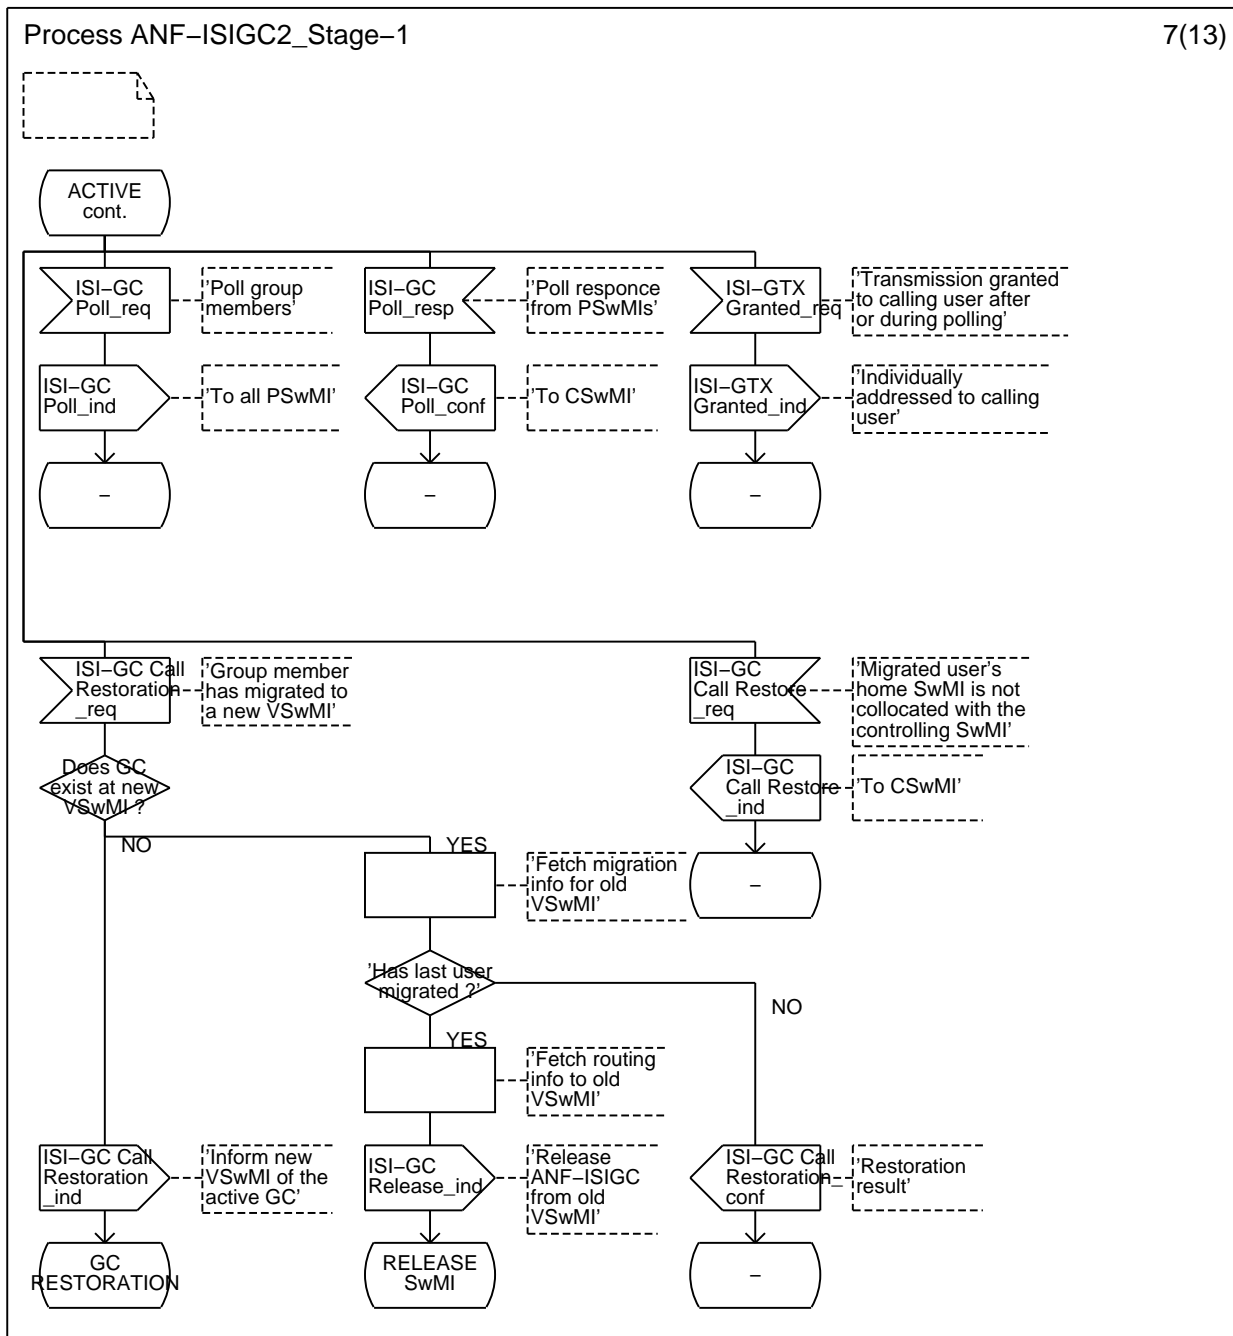 Process ANF–ISIGC2_Stage–1
7(13)
ACTIVE
cont.
ISI–GC
Poll_req
'Poll group
members'
ISI–GC
Poll_resp
'Poll responce
from PSwMIs'
ISI–GTX
Granted_req
'Transmission granted
to calling user after
or during polling'
ISI–GC
Poll_ind
'To all PSwMI'
ISI–GC
Poll_conf
'To CSwMI'
ISI–GTX
Granted_ind
'Individually
addressed to calling
user'
–
–
–
ISI–GC Call
Restoration
_req
'Group member
has migrated to
a new VSwMI'
ISI–GC
Call Restore
_req
'Migrated user's
home SwMI is not
collocated with the
controlling SwMI'
Does GC
exist at new
VSwMI ?
ISI–GC
Call Restore
_ind
'To CSwMI'
NO
YES
'Fetch migration
info for old
VSwMI'
–
'Has last user
migrated ?'
NO
YES
'Fetch routing
info to old
VSwMI'
ISI–GC Call
Restoration
_ind
'Inform new
VSwMI of the
active GC'
ISI–GC
Release_ind
'Release
ANF–ISIGC
from old
VSwMI'
ISI–GC Call
Restoration_
conf
'Restoration
result'
GC
RESTORATION
RELEASE
SwMI
–